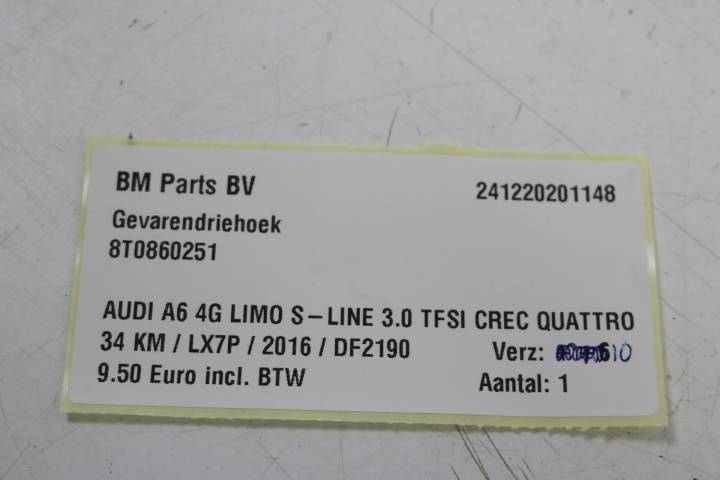 BM Parts BV 241220201148
Gevarendriehoek
8T0860251
AUDI A6 4G LIMO S-LINE 3.0 TFSI CREC QUATTRO
34 KM / LX7P / 2016 / DF2190 Verz: 10
9.50 Euro incl. BTW Aantal: 1